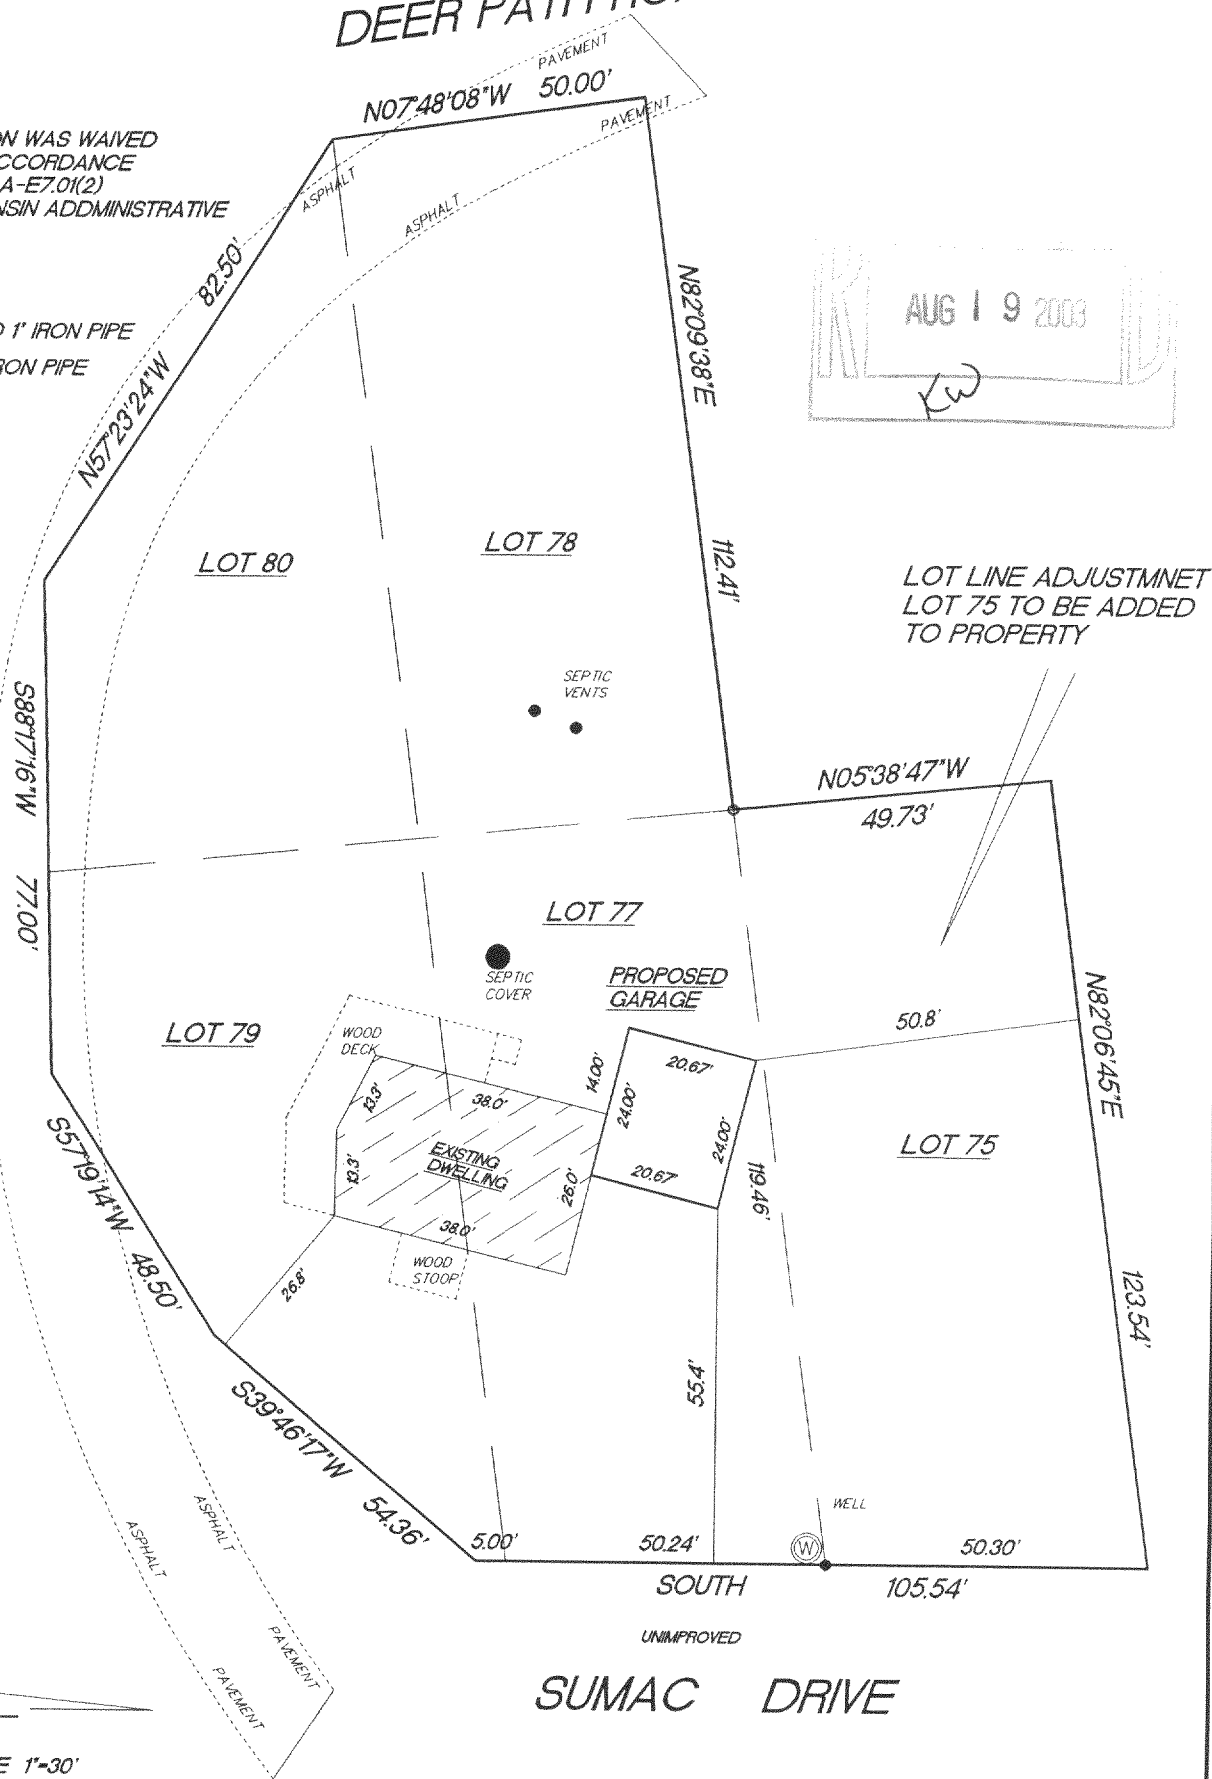 DEER PATH
PAVEMENT
N07°48'08"W 50.00'
PAVEMENT
WAS WAIVED
A-E7.01(2)
ADDMINISTRATIVE
ASPHALT
ASPHALT
82.50'
N57°23'24"W
N82°09'38"E
112.41'
AUG 19 2003
KW
1" IRON PIPE
PIPE
LOT 80
LOT 78
LOT LINE ADJUSTMNET
LOT 75 TO BE ADDED
TO PROPERTY
SEPTIC
VENTS
S88°17'16"W 77.00'
N05°38'47"W
49.73'
LOT 77
SEPTIC
COVER
PROPOSED
GARAGE
N82°06'45"E
123.54'
50.8'
LOT 79
WOOD
DECK
13.3'
38.0'
14.00'
20.67'
24.00'
24.00'
20.67'
EXISTING
DWELLING
13.3'
26.0'
38.0'
119.46'
LOT 75
S57°19'14"W 48.50'
WOOD
STOOP
26.8'
55.4'
S39°46'17"W 54.36'
WELL
W
5.00'
50.24'
50.30'
SOUTH
105.54'
ASPHALT
ASPHALT
UNIMPROVED
PAVEMENT
PAVEMENT
SUMAC DRIVE
1"=30'